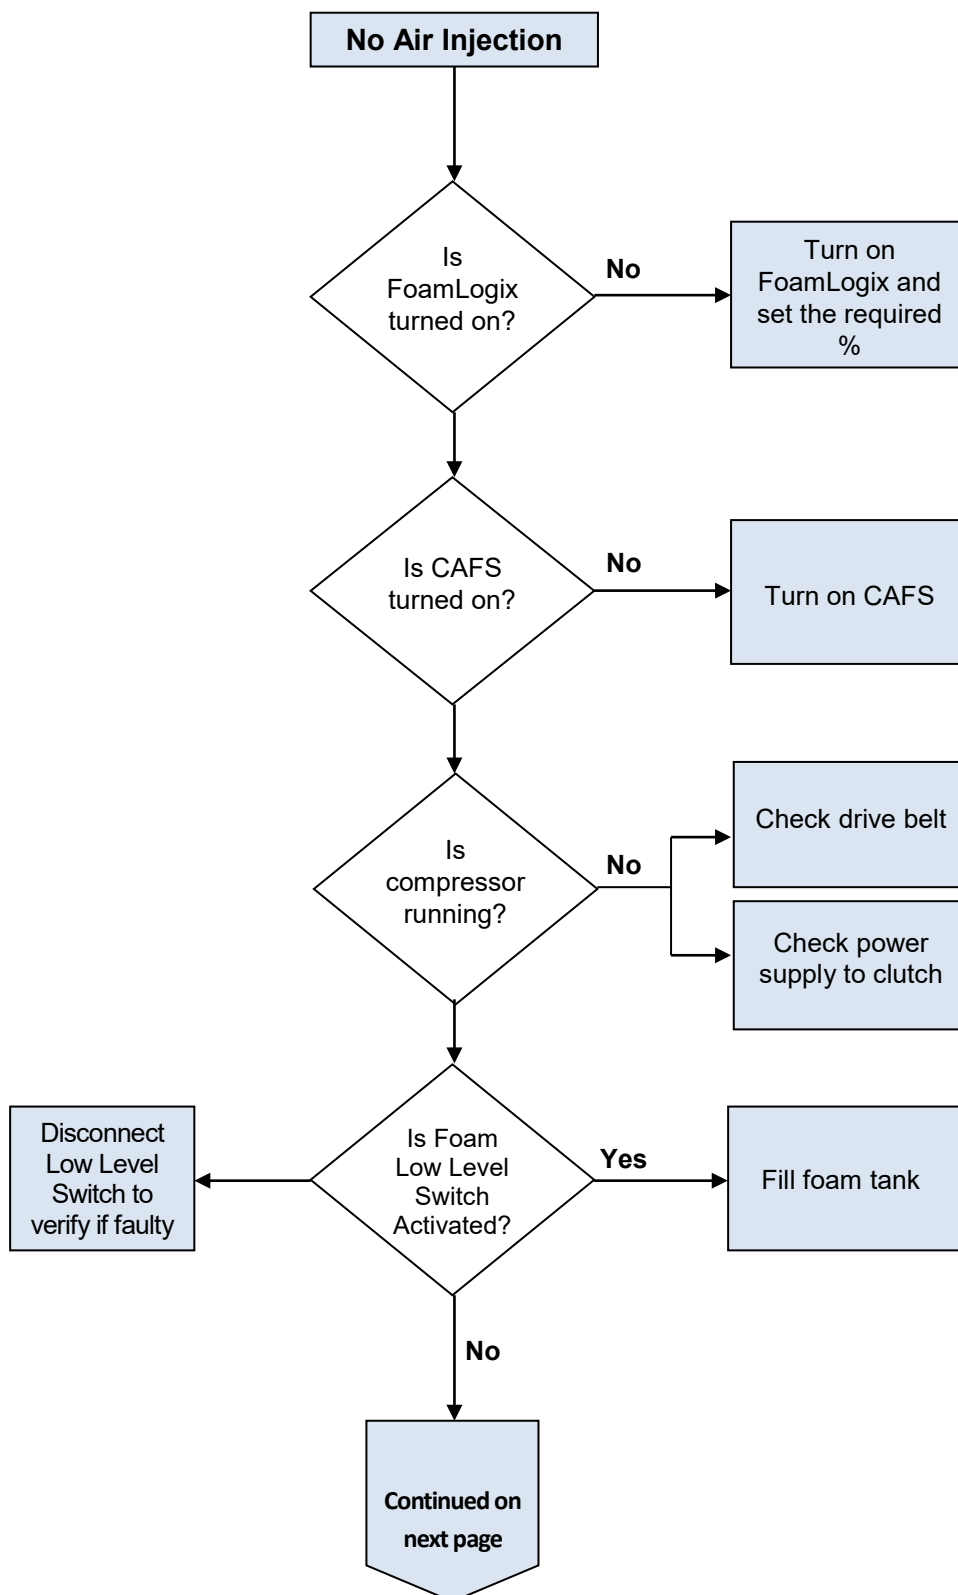 No Air Injection
Is
FoamLogix
turned on?
No
Turn on
FoamLogix and
set the required
%
Is CAFS
turned on?
No
Turn on CAFS
Is
compressor
running?
No
Check drive belt
Check power
supply to clutch
Disconnect
Low Level
Switch to
verify if faulty
Is Foam
Low Level
Switch
Activated?
Yes
Fill foam tank
No
Continued on
next page